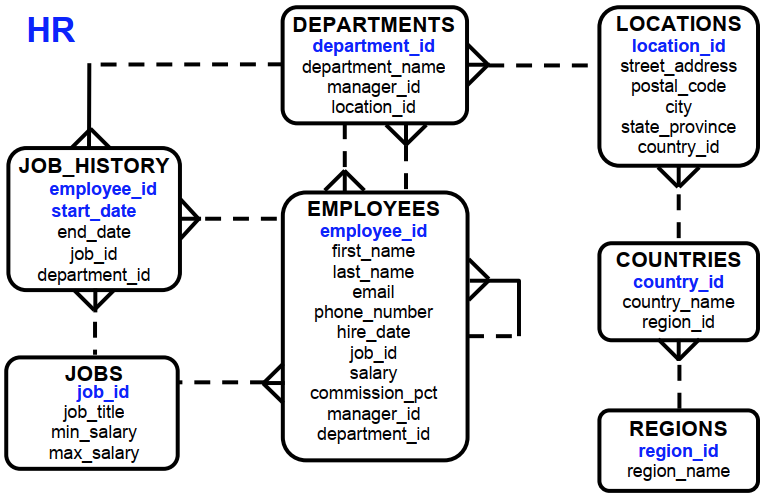 HR
DEPARTMENTS
department_id
department_name
manager_id
location_id
LOCATIONS
location_id
street_address
postal_code
city
state_province
country_id
JOB_HISTORY
employee_id
start_date
end_date
job_id
department_id
EMPLOYEES
employee_id
first_name
last_name
email
phone_number
hire_date
job_id
salary
commission_pct
manager_id
department_id
COUNTRIES
country_id
country_name
region_id
JOBS
job_id
job_title
min_salary
max_salary
REGIONS
region_id
region_name